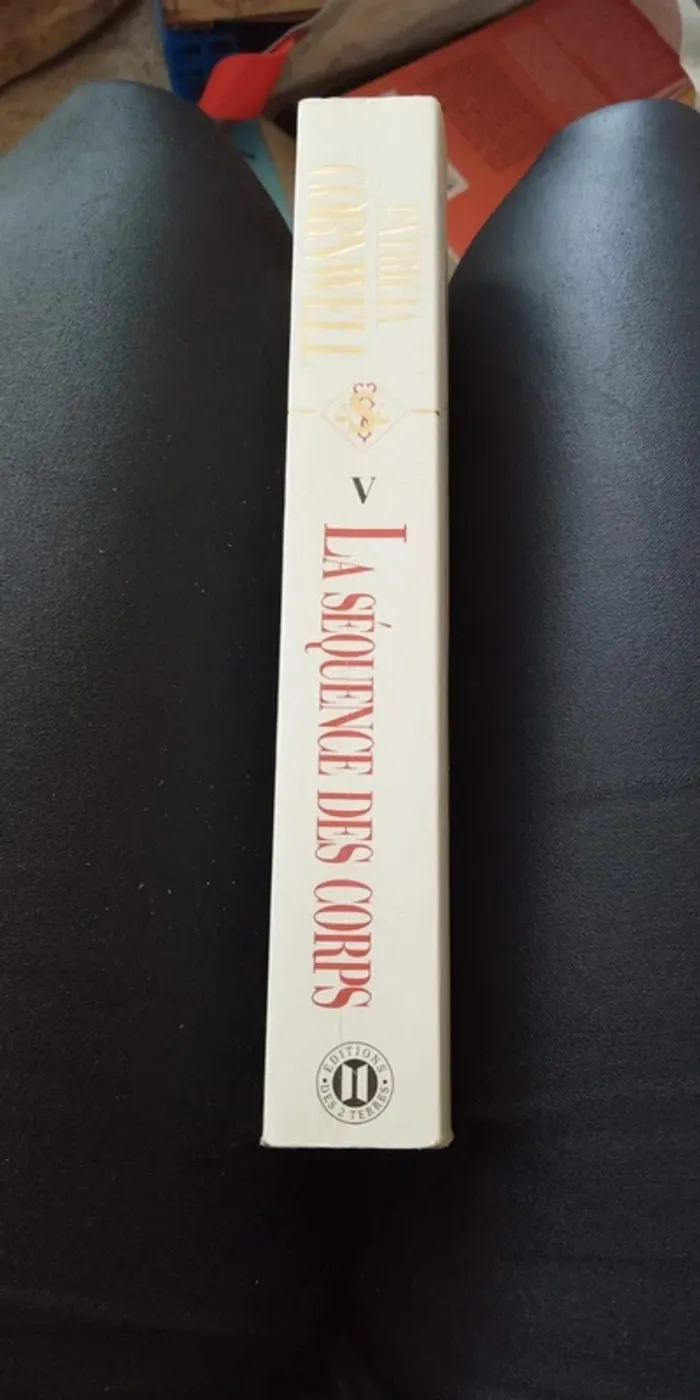 PATRICIA
CORNWELL
V
LA SÉQUENCE DES CORPS
ÉDITIONS
DES 2 TERRES